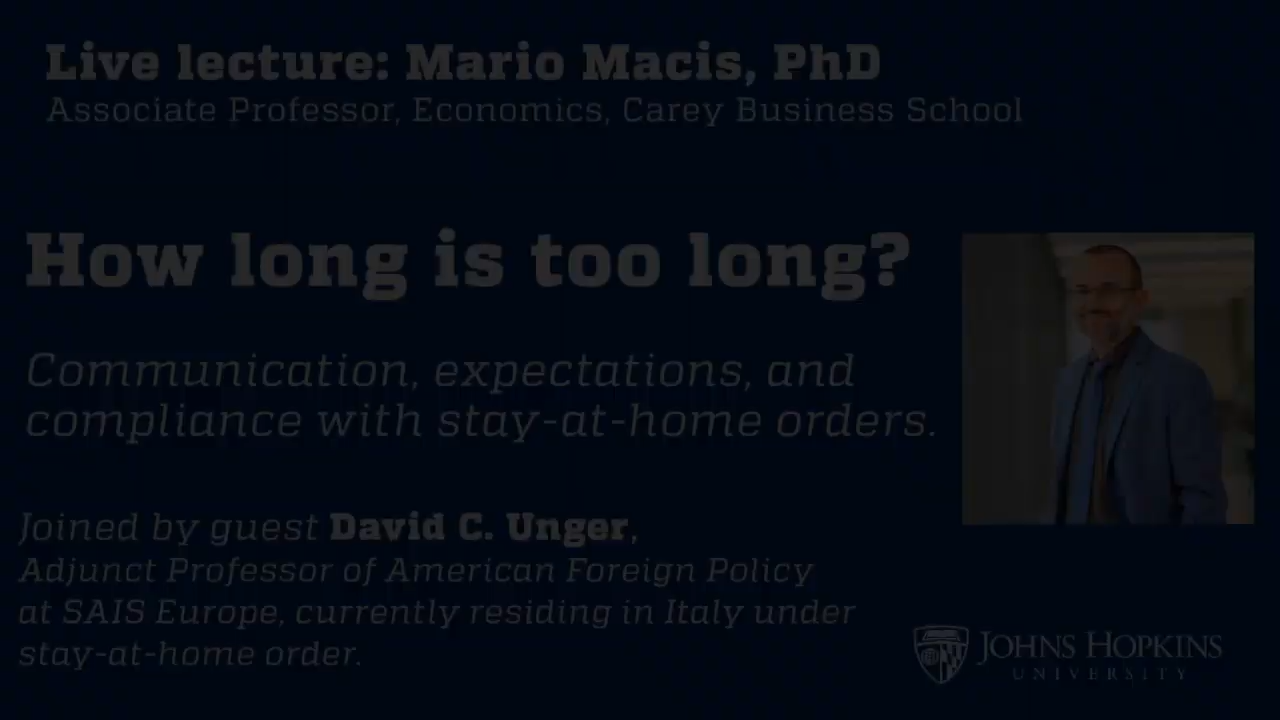 Live lecture: Mario Macis, PhD
Associate Professor, Economics, Carey Business School
How long is too long?
Communication, expectations, and
compliance with stay-at-home orders.
Joined by guest David C. Unger,
Adjunct Professor of American Foreign Policy
at SAIS Europe, currently residing in Italy under
stay-at-home order.
JOHNS HOPKINS
UNIVERSITY